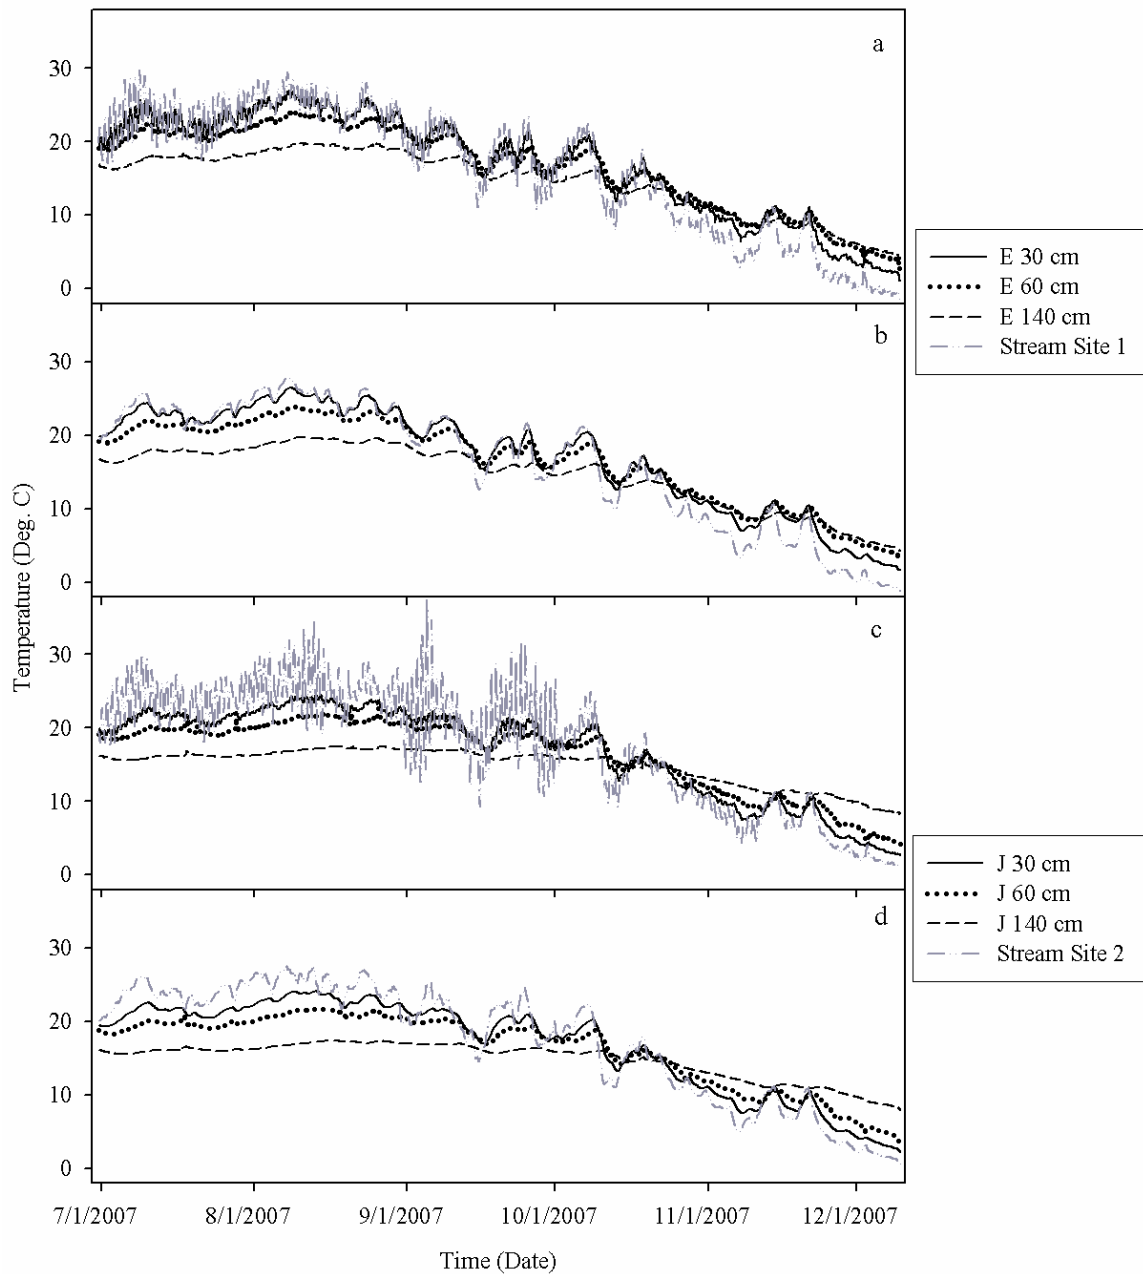 a
30
20
10
0
E 30 cm
E 60 cm
E 140 cm
Stream Site 1
b
30
20
10
0
Temperature (Deg. C)
c
30
20
10
0
J 30 cm
J 60 cm
J 140 cm
Stream Site 2
d
30
20
10
0
7/1/2007 8/1/2007 9/1/2007 10/1/2007 11/1/2007 12/1/2007
Time (Date)